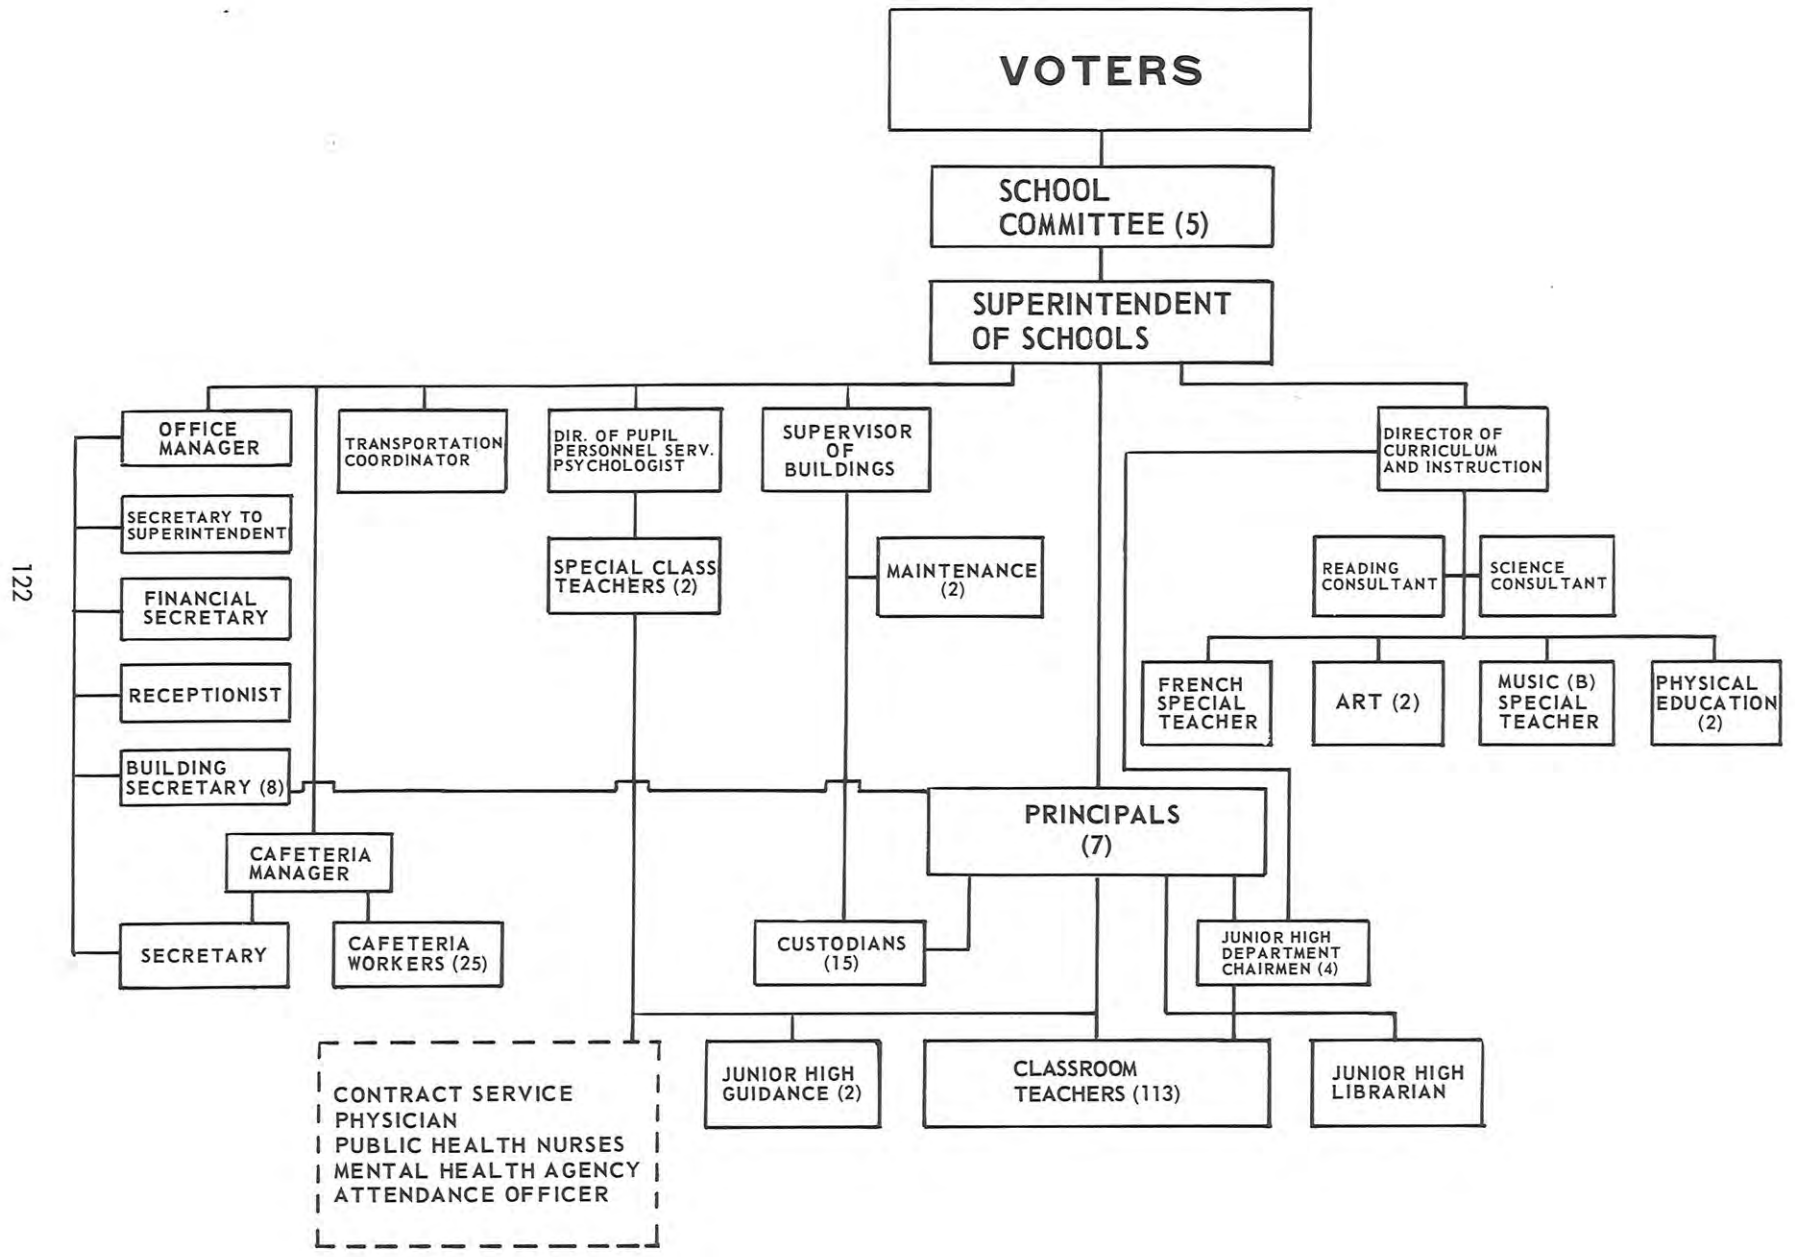 VOTERS
SCHOOL
COMMITTEE (5)
SUPERINTENDENT
OF SCHOOLS
OFFICE
MANAGER
TRANSPORTATION
COORDINATOR
DIR. OF PUPIL
PERSONNEL SERV.
PSYCHOLOGIST
SUPERVISOR
OF
BUILDINGS
DIRECTOR OF
CURRICULUM
AND INSTRUCTION
SECRETARY TO
SUPERINTENDENT
SPECIAL CLASS
TEACHERS (2)
MAINTENANCE
(2)
READING
CONSULTANT
SCIENCE
CONSULTANT
122
FINANCIAL
SECRETARY
RECEPTIONIST
FRENCH
SPECIAL
TEACHER
ART (2)
MUSIC (B)
SPECIAL
TEACHER
PHYSICAL
EDUCATION
(2)
BUILDING
SECRETARY (8)
PRINCIPALS
(7)
CAFETERIA
MANAGER
SECRETARY
CAFETERIA
WORKERS (25)
CUSTODIANS
(15)
JUNIOR HIGH
DEPARTMENT
CHAIRMEN (4)
CONTRACT SERVICE
PHYSICIAN
PUBLIC HEALTH NURSES
MENTAL HEALTH AGENCY
ATTENDANCE OFFICER
JUNIOR HIGH
GUIDANCE (2)
CLASSROOM
TEACHERS (113)
JUNIOR HIGH
LIBRARIAN